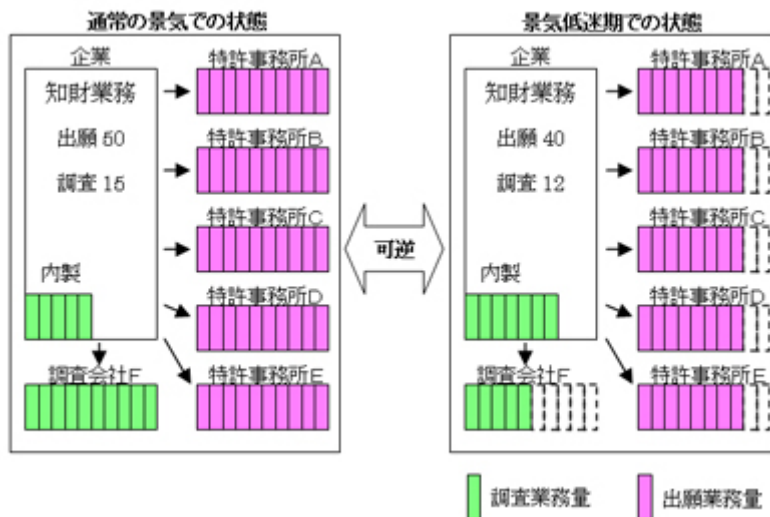 通常の景気での状態
企業
知財業務
出願 50
調査 15
内製
調査会社F
特許事務所A
特許事務所B
特許事務所C
特許事務所D
特許事務所E
可逆
景気低迷期での状態
企業
知財業務
出願 40
調査 12
内製
調査会社F
特許事務所A
特許事務所B
特許事務所C
特許事務所D
特許事務所E
調査業務量
出願業務量